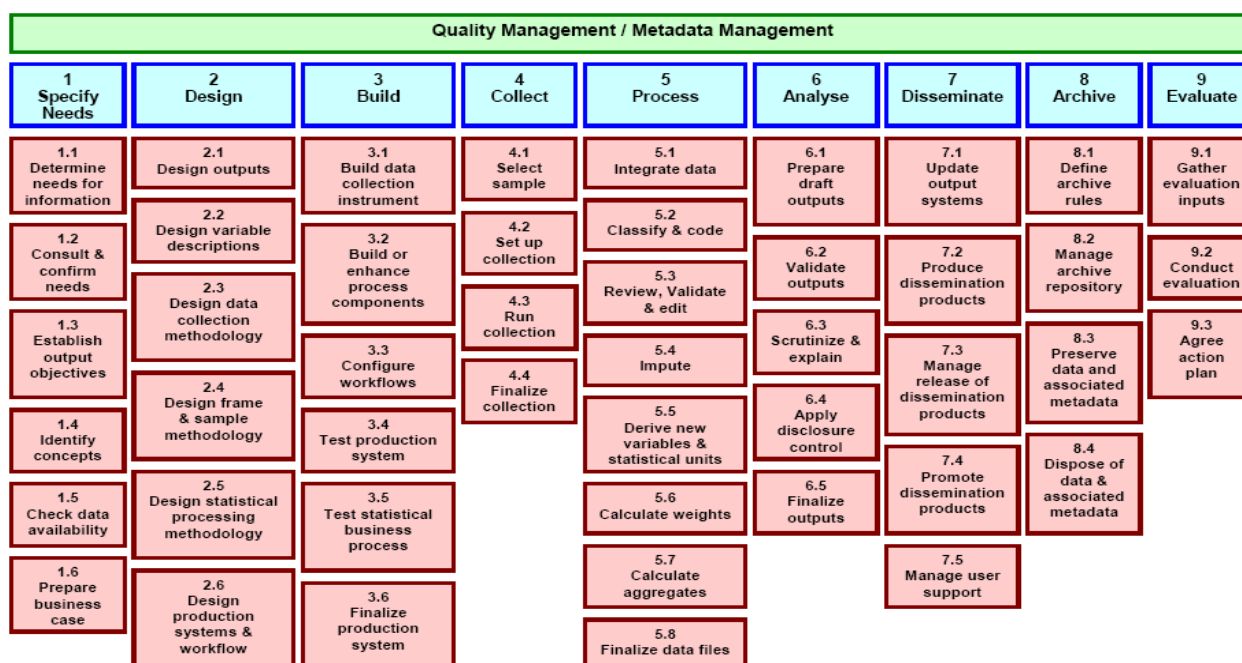 Quality Management / Metadata Management
1
Specify
Needs
2
Design
3
Build
4
Collect
5
Process
6
Analyse
7
Disseminate
8
Archive
9
Evaluate
1.1
Determine
needs for
information
1.2
Consult &
confirm
needs
1.3
Establish
output
objectives
1.4
Identify
concepts
1.5
Check data
availability
1.6
Prepare
business
case
2.1
Design outputs
2.2
Design variable
descriptions
2.3
Design data
collection
methodology
2.4
Design frame
& sample
methodology
2.5
Design statistical
processing
methodology
2.6
Design
production
systems &
workflow
3.1
Build data
collection
instrument
3.2
Build or
enhance
process
components
3.3
Configure
workflows
3.4
Test production
system
3.5
Test statistical
business
process
3.6
Finalize
production
system
4.1
Select
sample
4.2
Set up
collection
4.3
Run
collection
4.4
Finalize
collection
5.1
Integrate data
5.2
Classify & code
5.3
Review, Validate
& edit
5.4
Impute
5.5
Derive new
variables &
statistical units
5.6
Calculate weights
5.7
Calculate
aggregates
5.8
Finalize data files
6.1
Prepare
draft
outputs
6.2
Validate
outputs
6.3
Scrutinize &
explain
6.4
Apply
disclosure
control
6.5
Finalize
outputs
7.1
Update
output
systems
7.2
Produce
dissemination
products
7.3
Manage
release of
dissemination
products
7.4
Promote
dissemination
products
7.5
Manage user
support
8.1
Define
archive
rules
8.2
Manage
archive
repository
8.3
Preserve
data and
associated
metadata
8.4
Dispose of
data &
associated
metadata
9.1
Gather
evaluation
inputs
9.2
Conduct
evaluation
9.3
Agree
action
plan